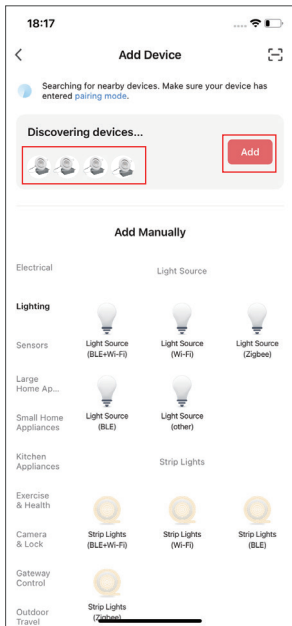 18:17
Add Device
Searching for nearby devices. Make sure your device has
entered pairing mode.
Discovering devices...
Add
Add Manually
Electrical
Light Source
Lighting
Sensors
Light Source
(BLE+Wi-Fi)
Light Source
(Wi-Fi)
Light Source
(Zigbee)
Large
Home Ap...
Small Home
Appliances
Light Source
(BLE)
Light Source
(other)
Kitchen
Appliances
Strip Lights
Exercise
& Health
Camera
& Lock
Strip Lights
(BLE+Wi-Fi)
Strip Lights
(Wi-Fi)
Strip Lights
(BLE)
Gateway
Control
Outdoor
Travel
Strip Lights
(Zigbee)